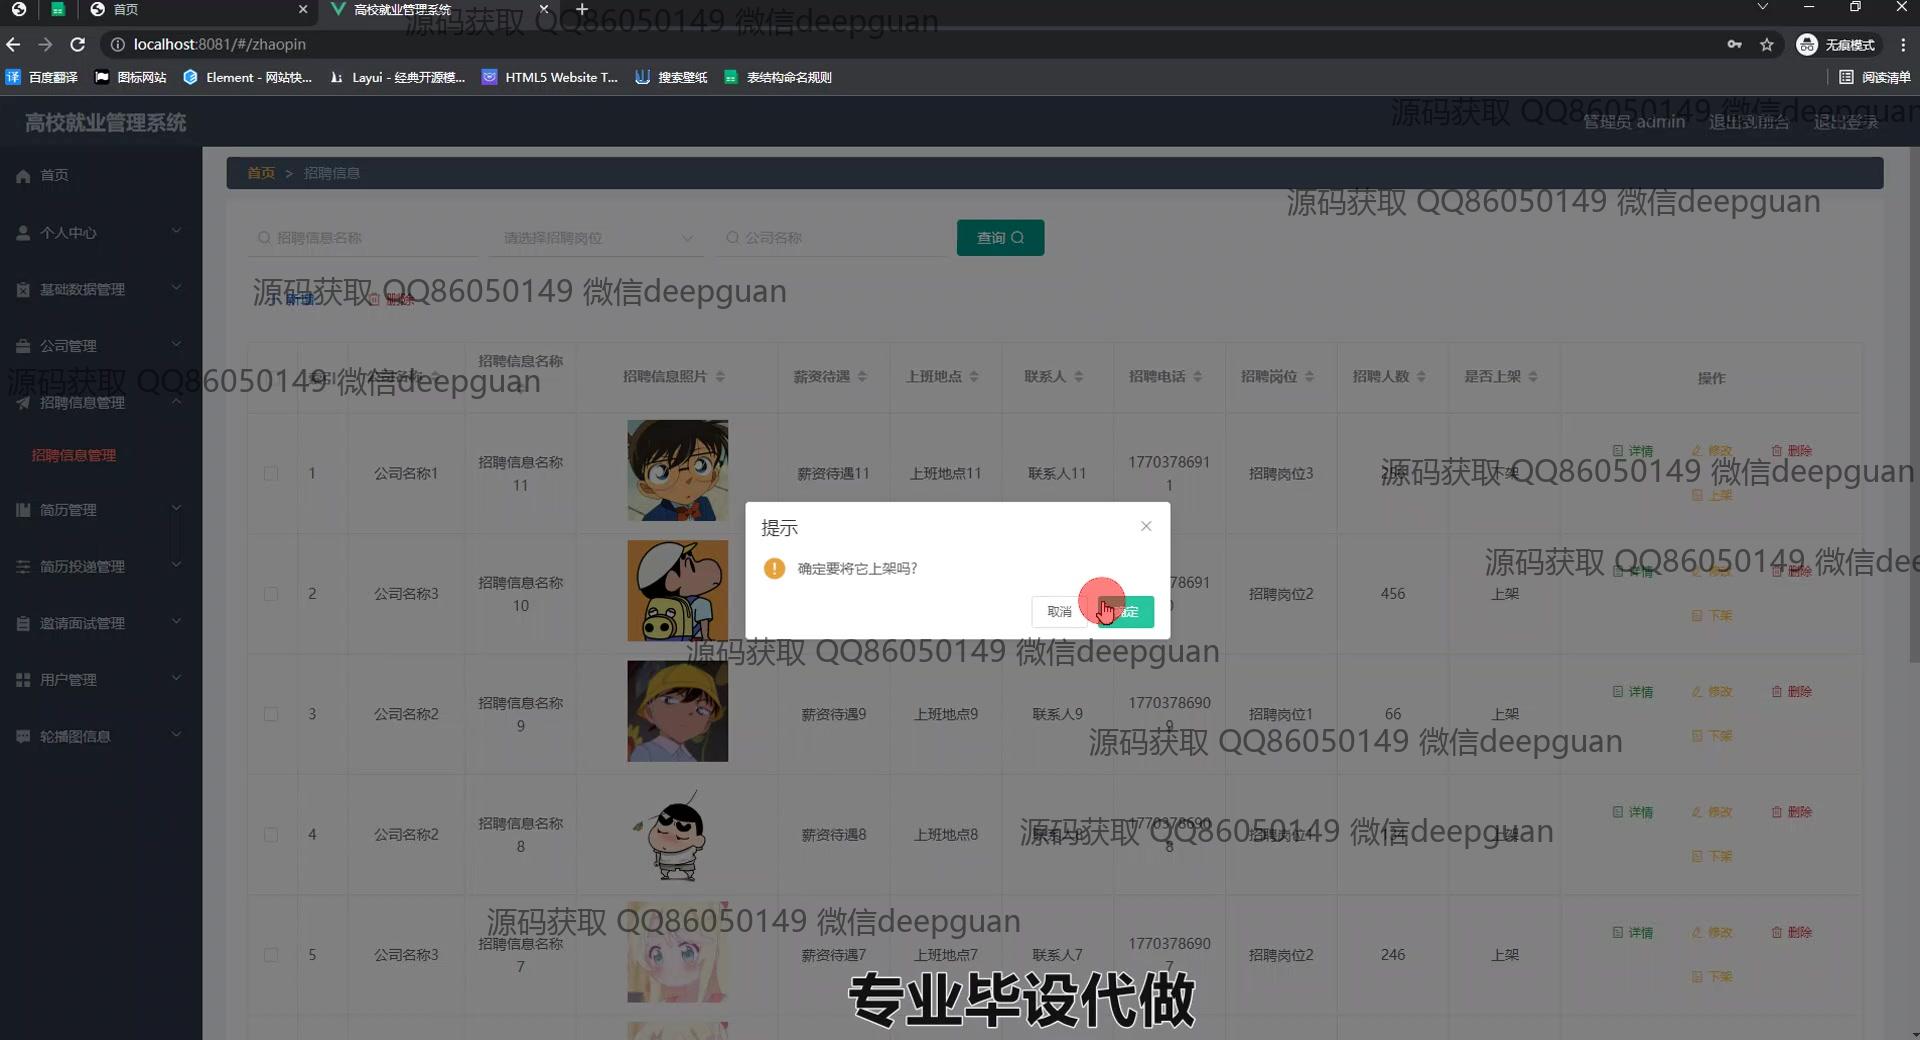 首页
高校就业管理系统
源码获取 QQ86050149 微信deepguan
localhost:8081/#/zhaopin
无痕模式
百度翻译 图标网站 Element - 网站快... Layui - 经典开源模... HTML5 Website T... 搜索壁纸 表结构命名规则 阅读清单
高校就业管理系统
源码获取 QQ86050149 微信deepguan
管理员 admin 退出到前台 退出登录
首页
个人中心
基础数据管理
公司管理
招聘信息管理
招聘信息管理
简历管理
简历投递管理
邀请面试管理
用户管理
轮播图信息
首页 > 招聘信息
源码获取 QQ86050149 微信deepguan
招聘信息名称 请选择招聘岗位 公司名称 查询
新增 删除
源码获取 QQ86050149 微信deepguan
源码获取 QQ86050149 微信deepguan
索引 公司名称 招聘信息名称 招聘信息照片 薪资待遇 上班地点 联系人 招聘电话 招聘岗位 招聘人数 是否上架 操作
1 公司名称1 招聘信息名称 薪资待遇11 上班地点11 联系人11 1770378691 招聘岗位3 下架 详情 修改 删除
11 1 上架
源码获取 QQ86050149 微信deepguan
提示
确定要将它上架吗?
取消 定
2 公司名称3 招聘信息名称 78691 招聘岗位2 456 上架 详情 修改 删除
10 下架
源码获取 QQ86050149 微信dee
源码获取 QQ86050149 微信deepguan
3 公司名称2 招聘信息名称 薪资待遇9 上班地点9 联系人9 1770378690 招聘岗位1 66 上架 详情 修改 删除
9 9 下架
源码获取 QQ86050149 微信deepguan
4 公司名称2 招聘信息名称 薪资待遇8 上班地点8 联系人8 1770378690 上架 详情 修改 删除
8 8 下架
源码获取 QQ86050149 微信deepguan
5 公司名称3 招聘信息名称 薪资待遇7 上班地点7 联系人7 1770378690 招聘岗位2 246 上架 详情 修改 删除
7 7 下架
源码获取 QQ86050149 微信deepguan
专业毕设代做